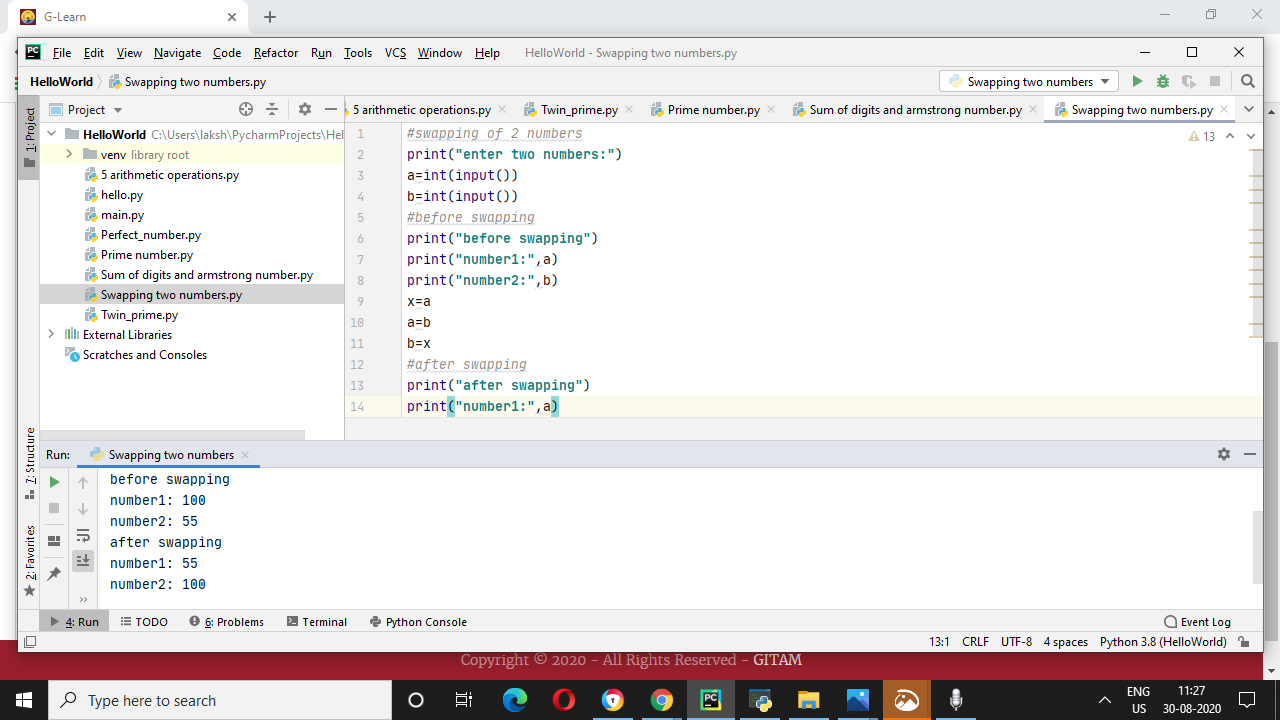 G-Learn
File Edit View Navigate Code Refactor Run Tools VCS Window Help HelloWorld - Swapping two numbers.py
HelloWorld Swapping two numbers.py Swapping two numbers
Project 5 arithmetic operations.py Twin_prime.py Prime number.py Sum of digits and armstrong number.py Swapping two numbers.py
1: Project
HelloWorld C:\Users\laksh\PycharmProjects\Hel
venv library root
5 arithmetic operations.py
hello.py
main.py
Perfect_number.py
Prime number.py
Sum of digits and armstrong number.py
Swapping two numbers.py
Twin_prime.py
External Libraries
Scratches and Consoles
13
1 #swapping of 2 numbers
2 print("enter two numbers:")
3 a=int(input())
4 b=int(input())
5 #before swapping
6 print("before swapping")
7 print("number1:",a)
8 print("number2:",b)
9 x=a
10 a=b
11 b=x
12 #after swapping
13 print("after swapping")
14 print("number1:",a)
7: Structure
2: Favorites
Run: Swapping two numbers
before swapping
number1: 100
number2: 55
after swapping
number1: 55
number2: 100
4: Run TODO 6: Problems Terminal Python Console Event Log
13:1 CRLF UTF-8 4 spaces Python 3.8 (HelloWorld)
Copyright © 2020 - All Rights Reserved - GITAM
Type here to search
ENG
US
11:27
30-08-2020